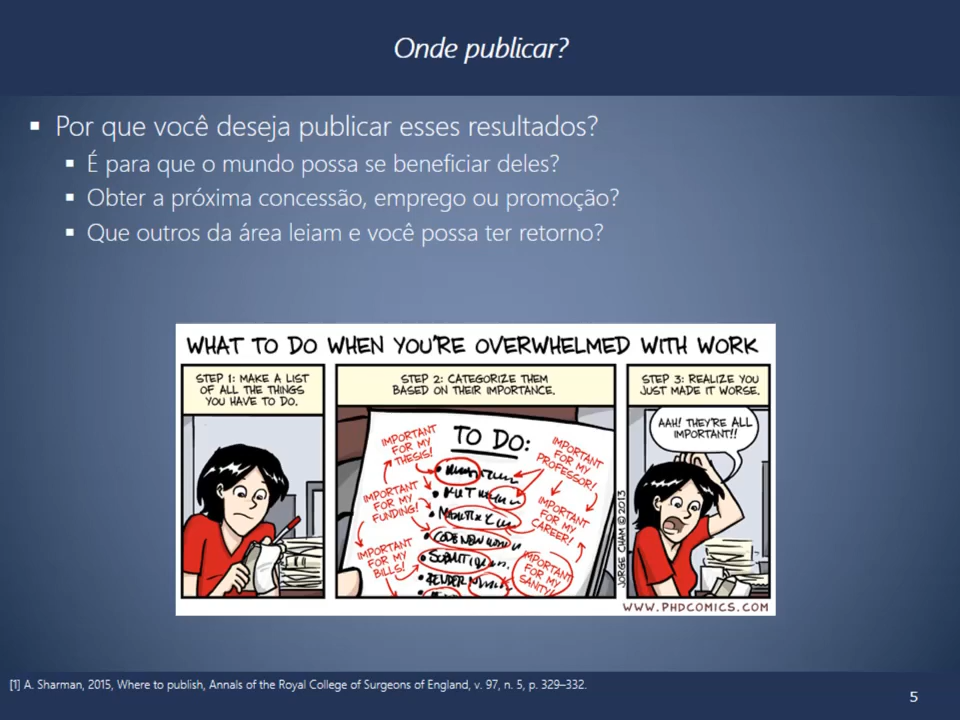 Onde publicar?
▪ Por que você deseja publicar esses resultados?
▪ É para que o mundo possa se beneficiar deles?
▪ Obter a próxima concessão, emprego ou promoção?
▪ Que outros da área leiam e você possa ter retorno?
WHAT TO DO WHEN YOU'RE OVERWHELMED WITH WORK
STEP 1: MAKE A LIST
OF ALL THE THINGS
YOU HAVE TO DO.
STEP 2: CATEGORIZE THEM
BASED ON THEIR IMPORTANCE.
TO DO:
IMPORTANT
FOR MY
THESIS!
IMPORTANT
FOR MY
PROFESSOR!
IMPORTANT
FOR MY
FUNDING!
IMPORTANT
FOR MY
CAREER!
IMPORTANT
FOR MY
BILLS!
IMPORTANT
FOR MY
SANITY!
STEP 3: REALIZE YOU
JUST MADE IT WORSE.
AAH! THEY'RE ALL
IMPORTANT!!
JORGE CHAM © 2013
WWW.PHDCOMICS.COM
[1] A. Sharman, 2015, Where to publish, Annals of the Royal College of Surgeons of England, v. 97, n. 5, p. 329–332.
5